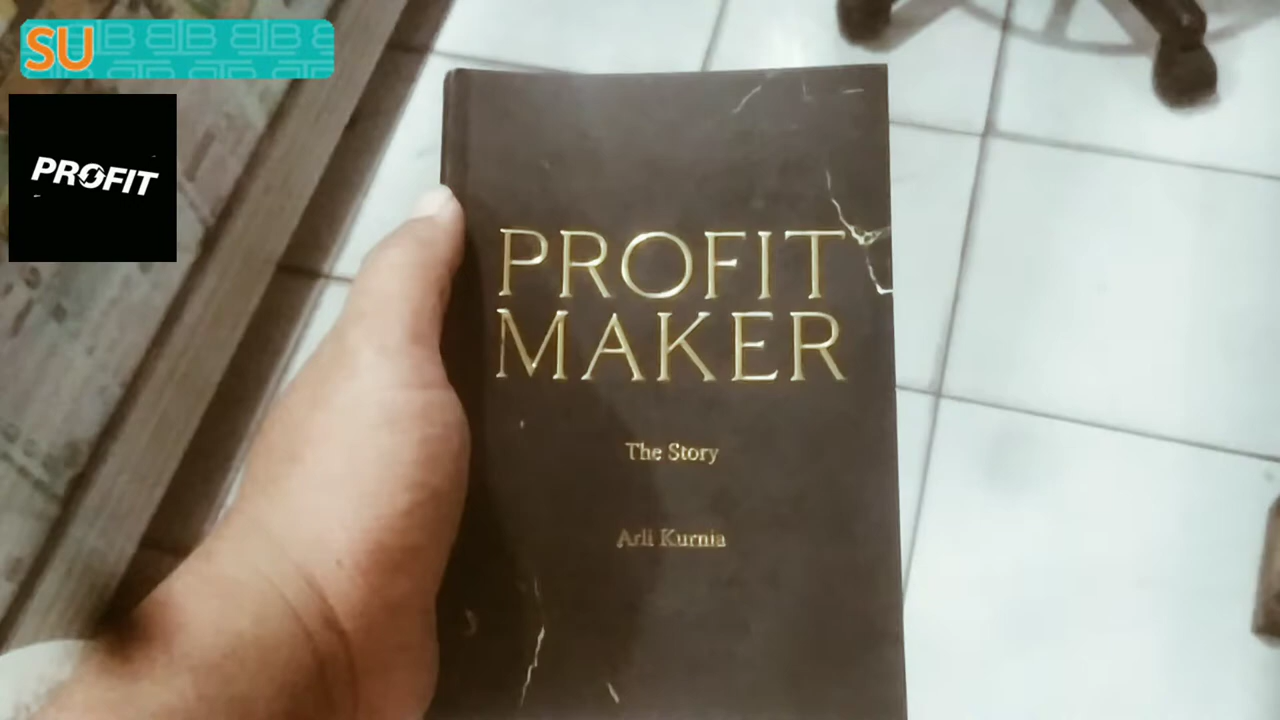 SU
PROFIT
PROFIT
MAKER
The Story
Arli Kurnia